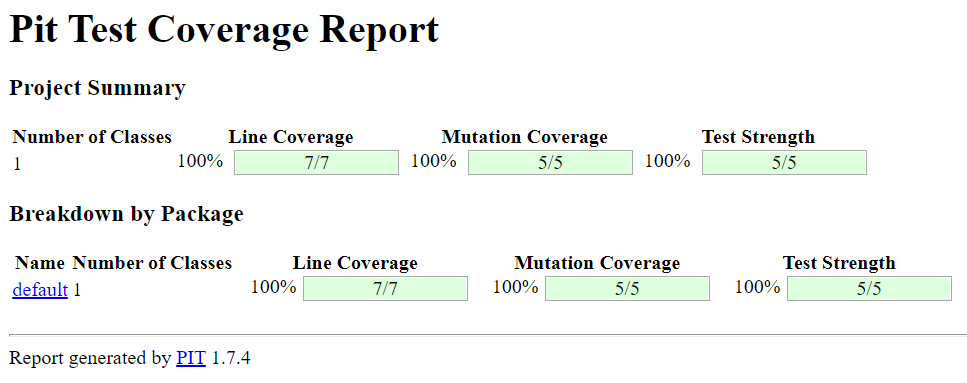 Pit Test Coverage Report
Project Summary
Number of Classes Line Coverage Mutation Coverage Test Strength
1 100% 7/7 100% 5/5 100% 5/5
Breakdown by Package
Name Number of Classes Line Coverage Mutation Coverage Test Strength
default 1 100% 7/7 100% 5/5 100% 5/5
Report generated by PIT 1.7.4